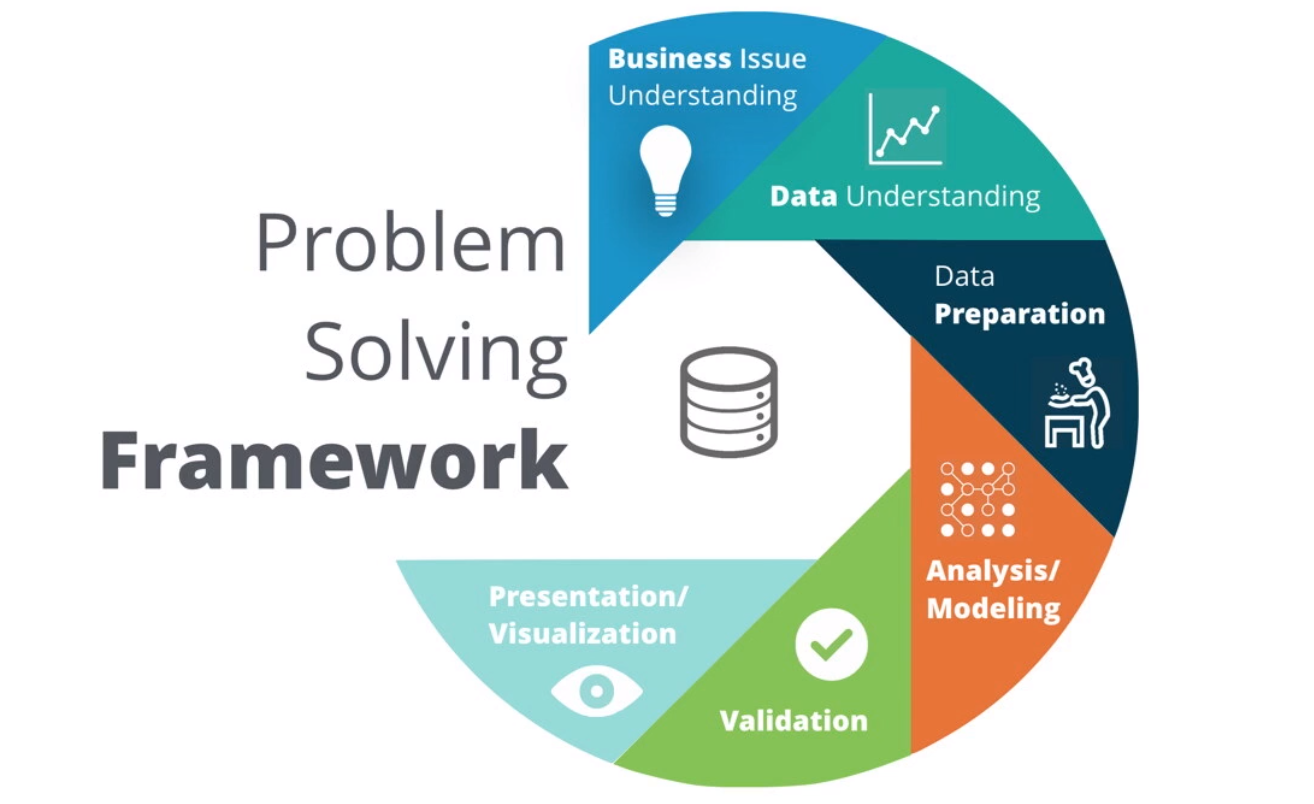 Problem
Solving
Framework
Business Issue
Understanding
Data Understanding
Data
Preparation
Analysis/
Modeling
Validation
Presentation/
Visualization